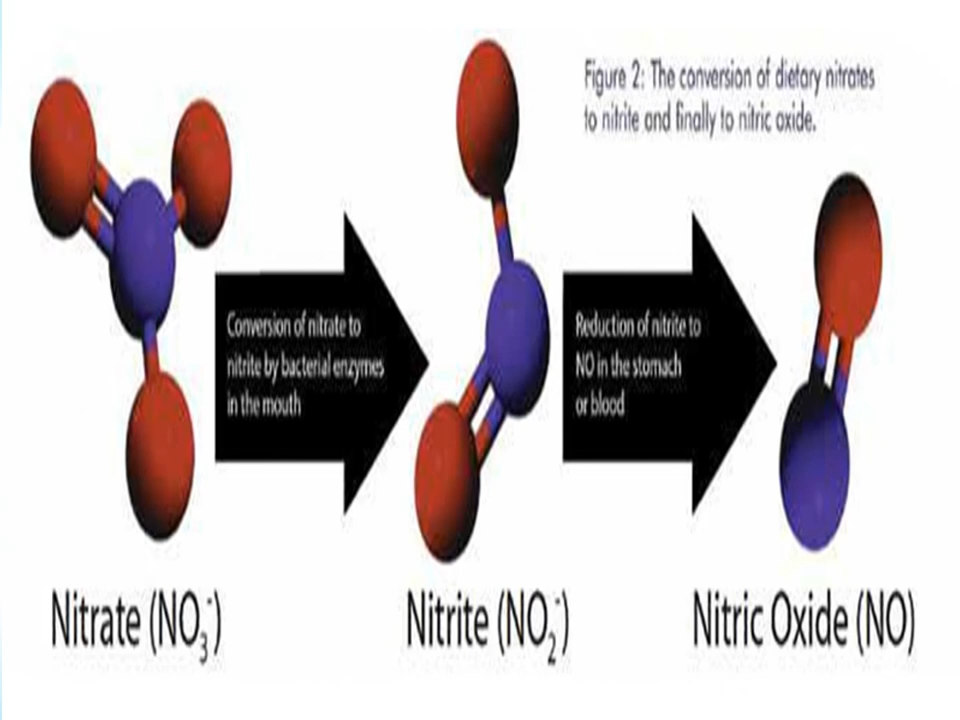 Figure 2: The conversion of dietary nitrates
to nitrite and finally to nitric oxide.
Conversion of nitrate to
nitrite by bacterial enzymes
in the mouth
Reduction of nitrite to
NO in the stomach
or blood
Nitrate (NO₃⁻)
Nitrite (NO₂⁻)
Nitric Oxide (NO)